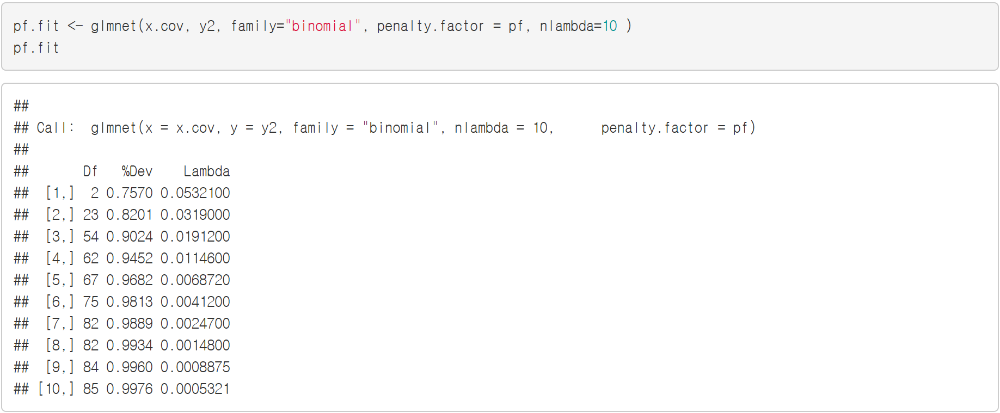 pf.fit <- glmnet(x.cov, y2, family="binomial", penalty.factor = pf, nlambda=10 )
pf.fit
##
## Call:  glmnet(x = x.cov, y = y2, family = "binomial", nlambda = 10,      penalty.factor = pf)
##
##       Df   %Dev    Lambda
##  [1,]  2 0.7570 0.0532100
##  [2,] 23 0.8201 0.0319000
##  [3,] 54 0.9024 0.0191200
##  [4,] 62 0.9452 0.0114600
##  [5,] 67 0.9682 0.0068720
##  [6,] 75 0.9813 0.0041200
##  [7,] 82 0.9889 0.0024700
##  [8,] 82 0.9934 0.0014800
##  [9,] 84 0.9960 0.0008875
## [10,] 85 0.9976 0.0005321